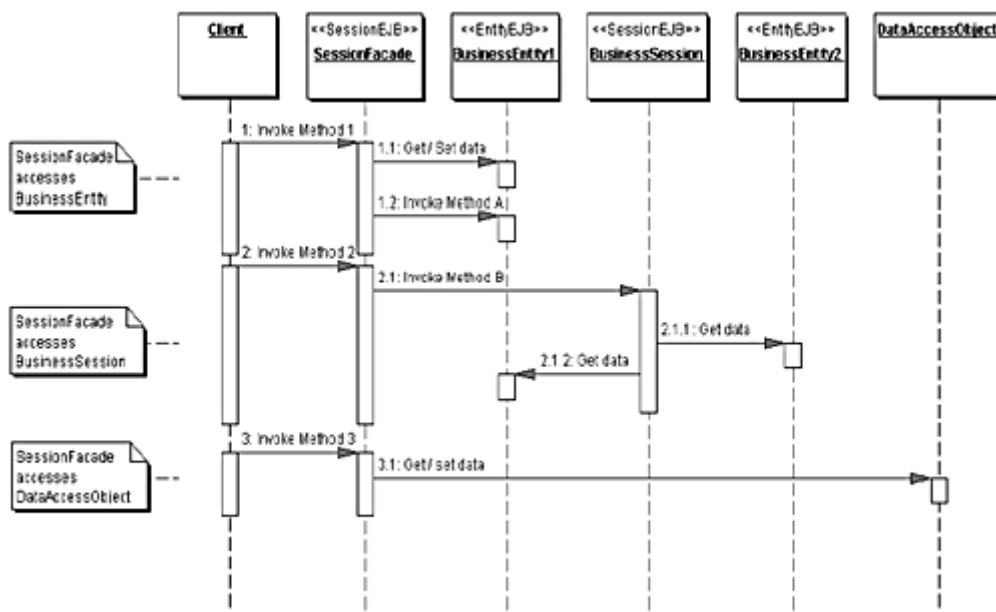 Client
<<SessionEJB>>
SessionFacade
<<EntityEJB>>
BusinessEntity1
<<SessionEJB>>
BusinessSession
<<EntityEJB>>
BusinessEntity2
DataAccessObject
1: Invoke Method 1
SessionFacade
accesses
BusinessEntity
1.1: Get / Set data
1.2: Invoke Method A
2: Invoke Method 2
2.1: Invoke Method B
SessionFacade
accesses
BusinessSession
2.1.1: Get data
2.1.2: Get data
3: Invoke Method 3
SessionFacade
accesses
DataAccessObject
3.1: Get / set data